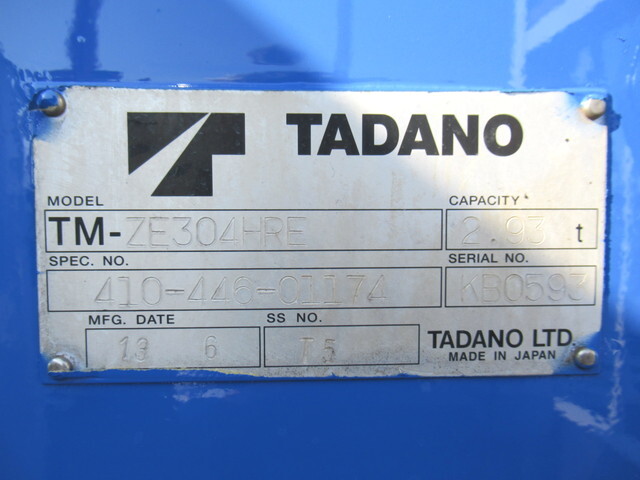 TADANO
MODEL CAPACITY
TM-ZE304HRE 2.93 t
SPEC. NO. SERIAL NO.
410-446-01174 KB0593
MFG. DATE SS NO.
13 6 T5 TADANO LTD.
MADE IN JAPAN